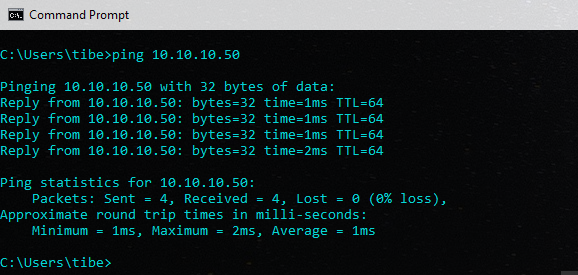 Command Prompt
C:\Users\tibe>ping 10.10.10.50
Pinging 10.10.10.50 with 32 bytes of data:
Reply from 10.10.10.50: bytes=32 time=1ms TTL=64
Reply from 10.10.10.50: bytes=32 time=1ms TTL=64
Reply from 10.10.10.50: bytes=32 time=1ms TTL=64
Reply from 10.10.10.50: bytes=32 time=2ms TTL=64
Ping statistics for 10.10.10.50:
    Packets: Sent = 4, Received = 4, Lost = 0 (0% loss),
Approximate round trip times in milli-seconds:
    Minimum = 1ms, Maximum = 2ms, Average = 1ms
C:\Users\tibe>